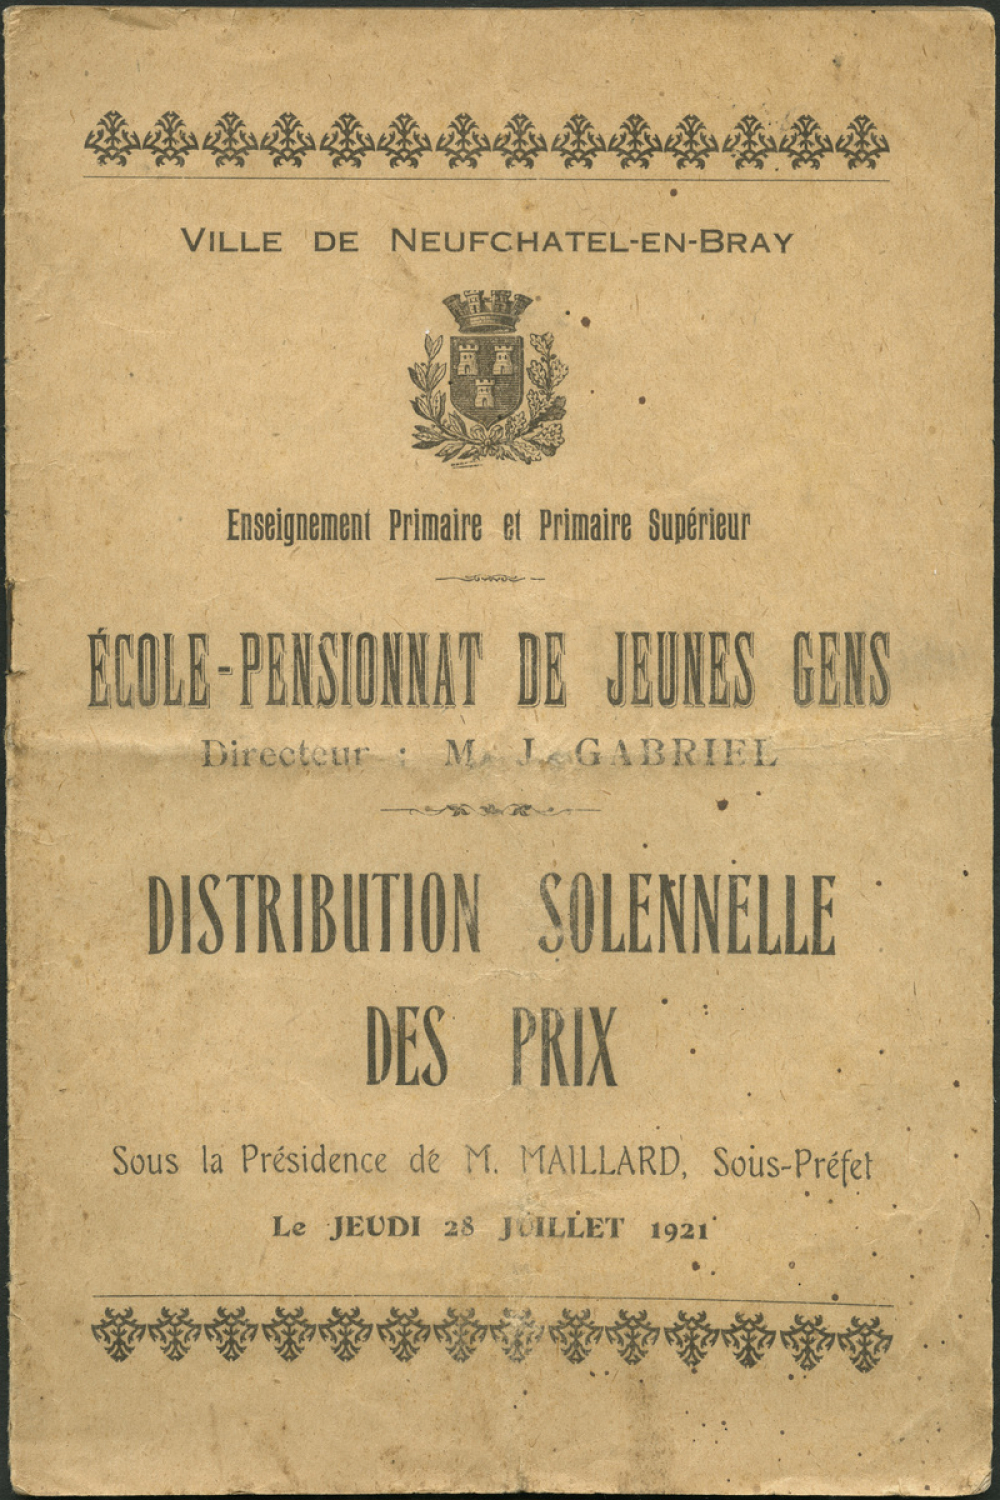 VILLE DE NEUFCHATEL-EN-BRAY
Enseignement Primaire et Primaire Supérieur
ÉCOLE-PENSIONNAT DE JEUNES GENS
Directeur : M. J. GABRIEL
DISTRIBUTION SOLENNELLE
DES PRIX
Sous la Présidence de M. MAILLARD, Sous-Préfet
Le JEUDI 28 JUILLET 1921